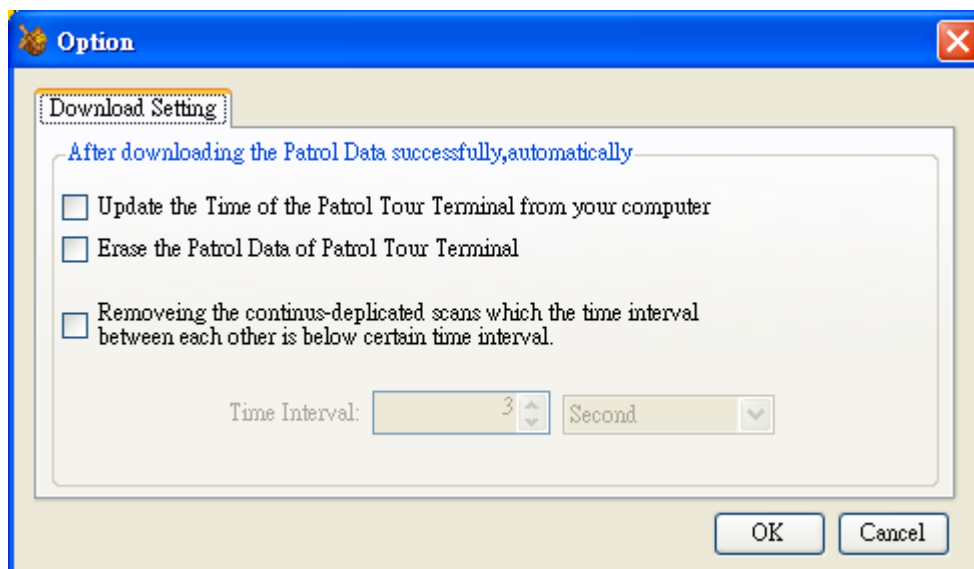 Option
Download Setting
After downloading the Patrol Data successfully,automatically
Update the Time of the Patrol Tour Terminal from your computer
Erase the Patrol Data of Patrol Tour Terminal
Removeing the continus-deplicated scans which the time interval
between each other is below certain time interval.
Time Interval: 3 Second
OK Cancel